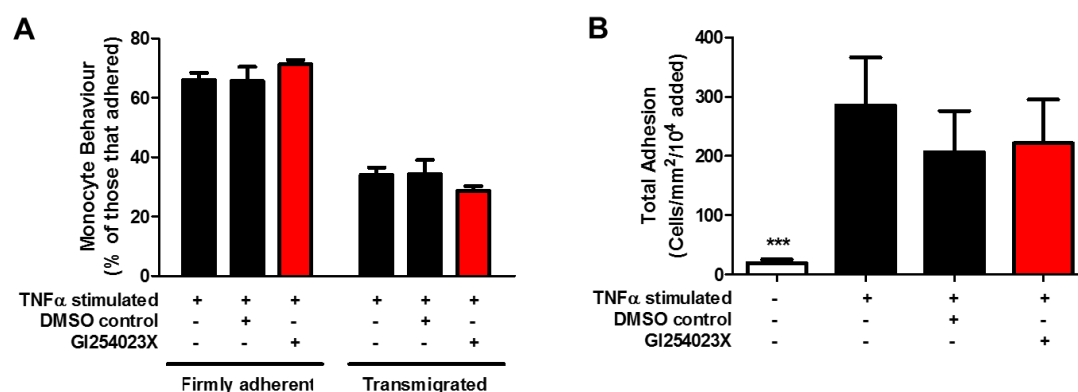 A
Monocyte Behaviour
(% of those that adhered)
80
60
40
20
0
TNFα stimulated + + + + + +
DMSO control - + - - + -
GI254023X - - + - - +
Firmly adherent Transmigrated
B
Total Adhesion
(Cells/mm²/10⁴ added)
400
300
200
100
0
***
TNFα stimulated - + + +
DMSO control - - + -
GI254023X - - - +